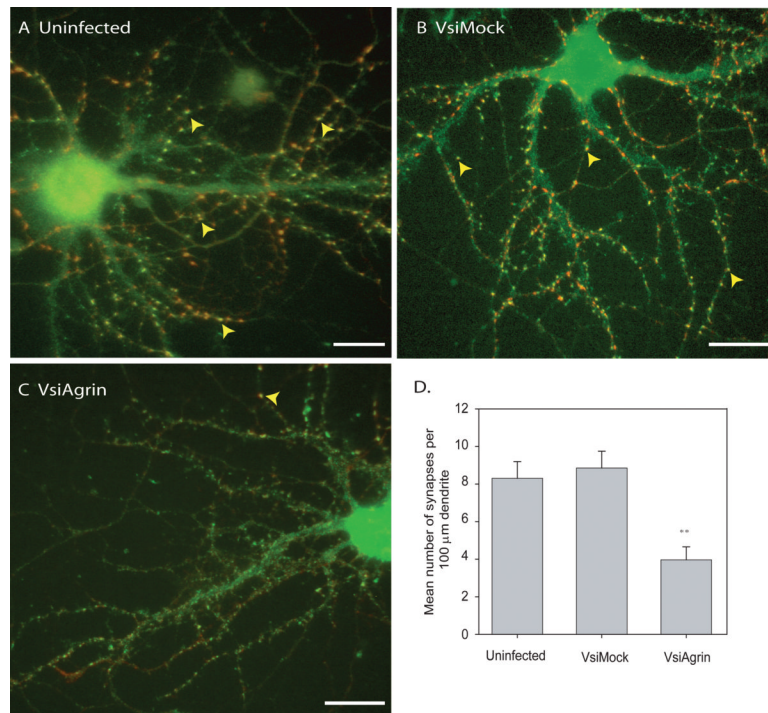 A Uninfected
B VsiMock
C VsiAgrin
D.
Mean number of synapses per
100 μm dendrite
12
10
8
6
4
2
0
**
Uninfected VsiMock VsiAgrin